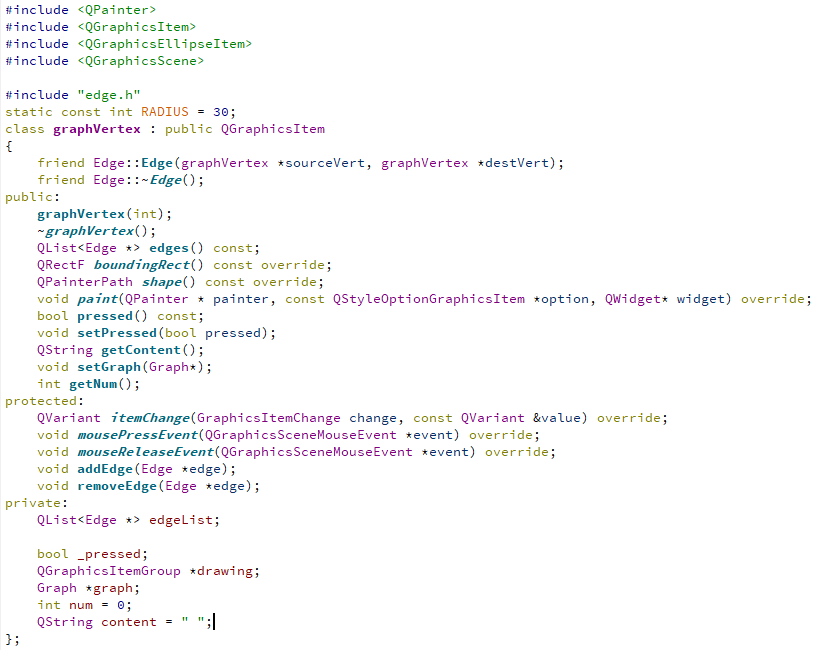 #include <QPainter>
#include <QGraphicsItem>
#include <QGraphicsEllipseItem>
#include <QGraphicsScene>

#include "edge.h"
static const int RADIUS = 30;
class graphVertex : public QGraphicsItem
{
    friend Edge::Edge(graphVertex *sourceVert, graphVertex *destVert);
    friend Edge::~Edge();
public:
    graphVertex(int);
    ~graphVertex();
    QList<Edge *> edges() const;
    QRectF boundingRect() const override;
    QPainterPath shape() const override;
    void paint(QPainter * painter, const QStyleOptionGraphicsItem *option, QWidget* widget) override;
    bool pressed() const;
    void setPressed(bool pressed);
    QString getContent();
    void setGraph(Graph*);
    int getNum();
protected:
    QVariant itemChange(GraphicsItemChange change, const QVariant &value) override;
    void mousePressEvent(QGraphicsSceneMouseEvent *event) override;
    void mouseReleaseEvent(QGraphicsSceneMouseEvent *event) override;
    void addEdge(Edge *edge);
    void removeEdge(Edge *edge);
private:
    QList<Edge *> edgeList;

    bool _pressed;
    QGraphicsItemGroup *drawing;
    Graph *graph;
    int num = 0;
    QString content = " ";
};